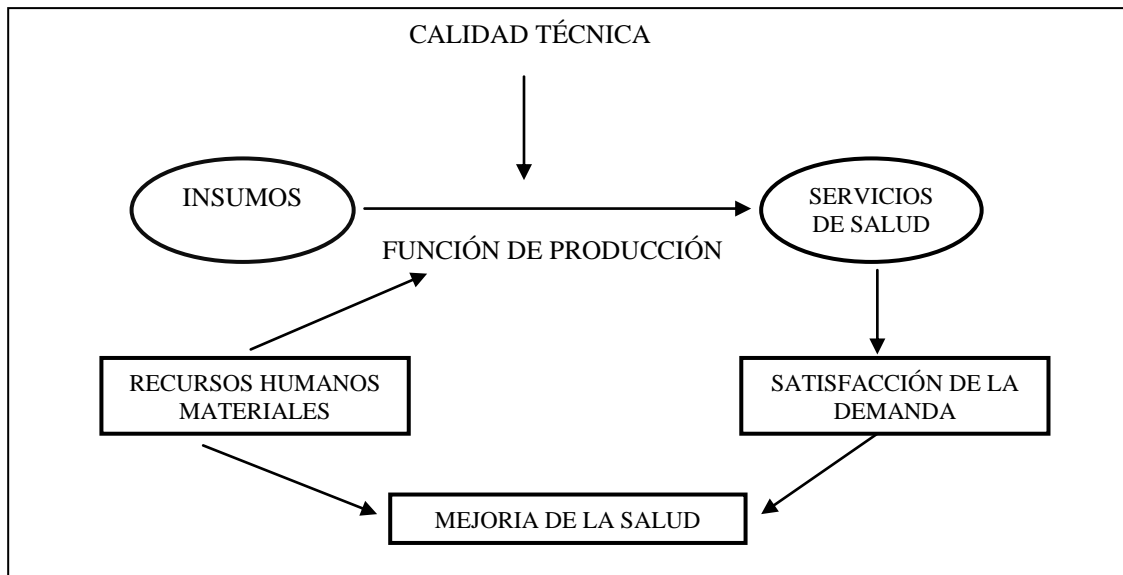 CALIDAD TÉCNICA
INSUMOS
SERVICIOS
DE SALUD
FUNCIÓN DE PRODUCCIÓN
RECURSOS HUMANOS
MATERIALES
SATISFACCIÓN DE LA
DEMANDA
MEJORIA DE LA SALUD